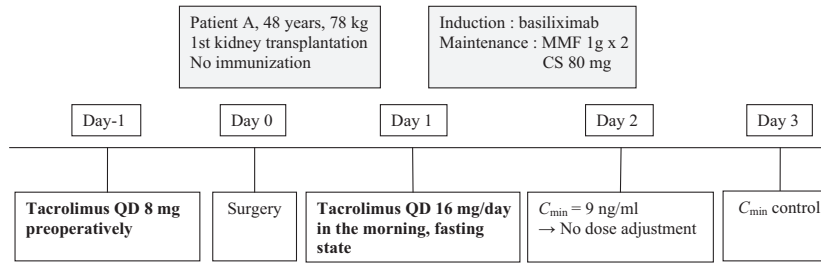 Patient A, 48 years, 78 kg
1st kidney transplantation
No immunization
Induction : basiliximab
Maintenance : MMF 1g x 2
CS 80 mg
Day-1
Day 0
Day 1
Day 2
Day 3
Tacrolimus QD 8 mg
preoperatively
Surgery
Tacrolimus QD 16 mg/day
in the morning, fasting
state
Cmin = 9 ng/ml
→ No dose adjustment
Cmin control